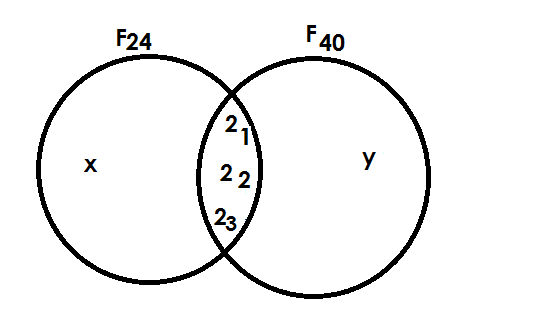 F₂₄
F₄₀
2₁
x
2₂
y
2₃